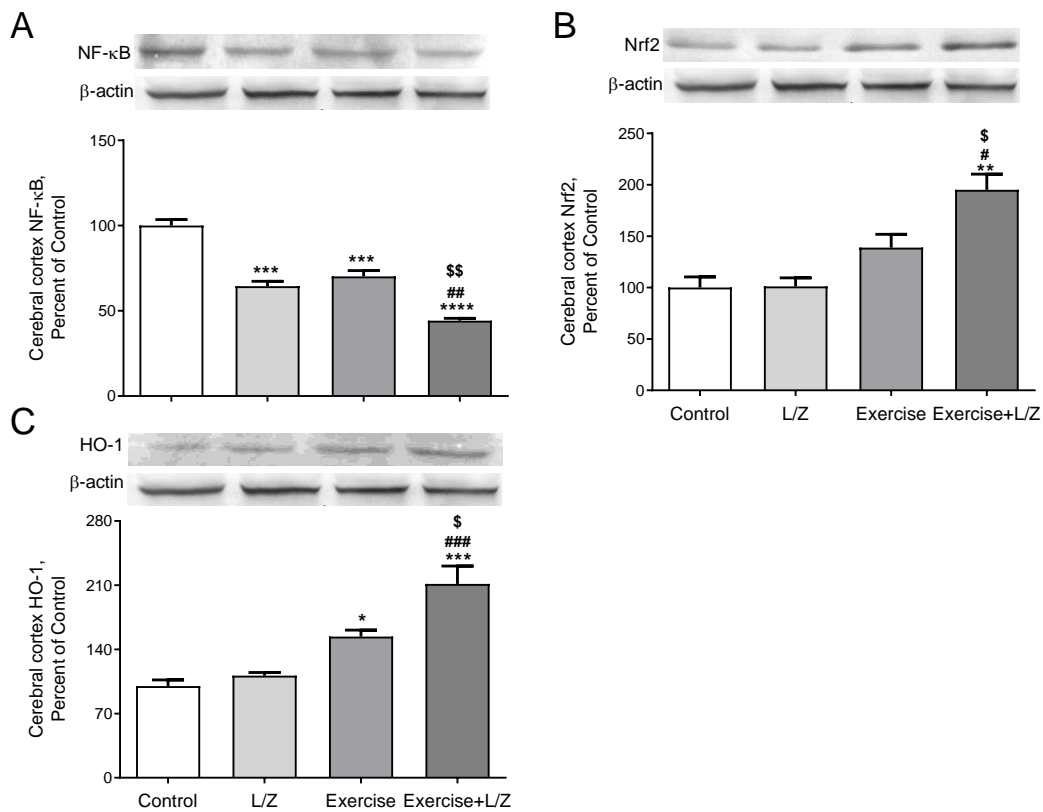 A
NF-κB
β-actin
Cerebral cortex NF-κB,
Percent of Control
150
100
50
0
***
***
$$
##
****
B
Nrf2
β-actin
Cerebral cortex Nrf2,
Percent of Control
250
200
150
100
50
0
$
#
**
Control L/Z Exercise Exercise+L/Z
C
HO-1
β-actin
Cerebral cortex HO-1,
Percent of Control
280
210
140
70
0
*
$
###
***
Control L/Z Exercise Exercise+L/Z